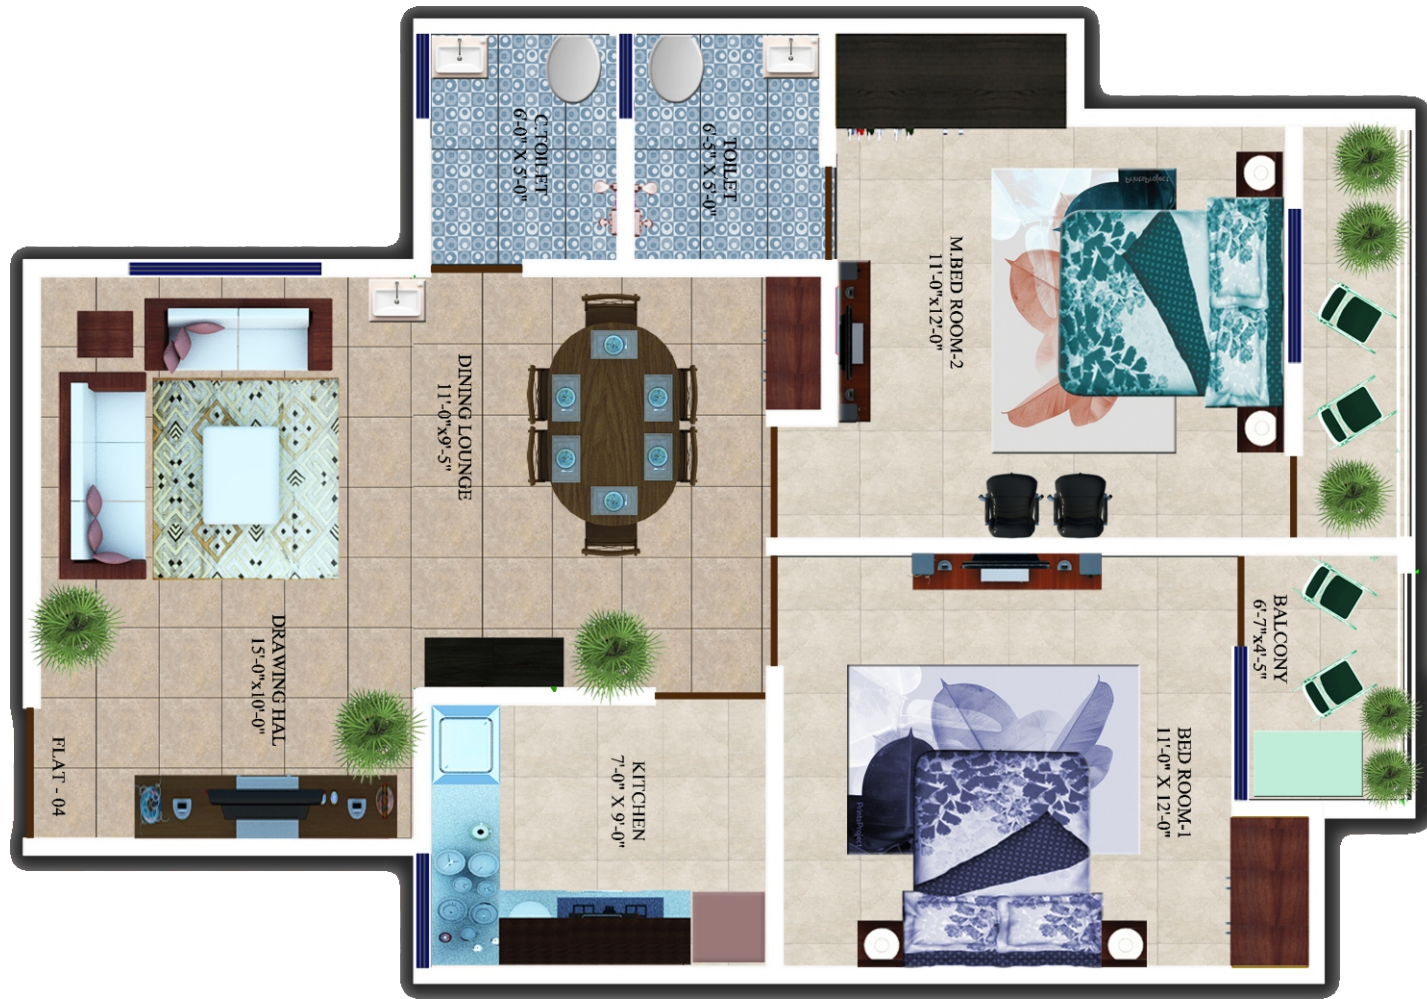 C.TOILET
6'-0" X 5'-0"
TOILET
6'-5" X 5'-0"
PrintsProject
M.BED ROOM-2
11'-0"x12'-0"
DINING LOUNGE
11'-0"x9'-5"
DRAWING HAL
15'-0"x10'-0"
FLAT - 04
KITCHEN
7'-0" X 9'-0"
BALCONY
6'-7"x4'-5"
BED ROOM-1
11'-0" X 12'-0"
PrintsProject